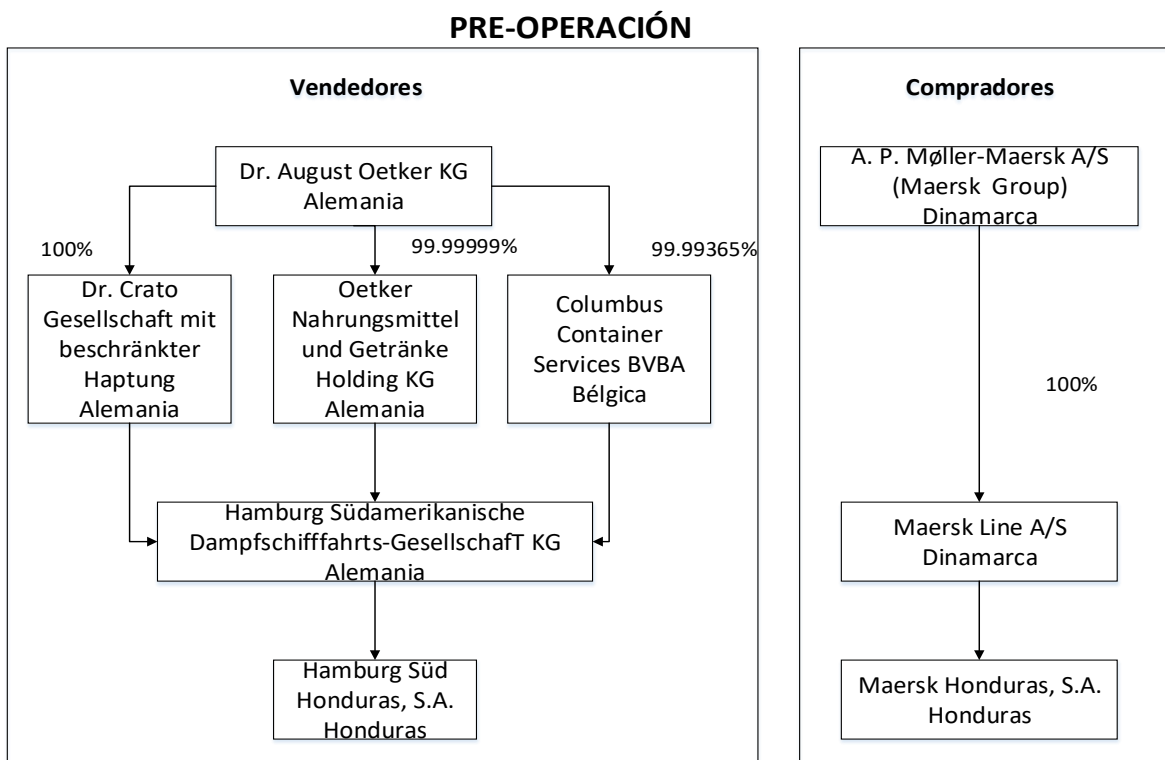 PRE-OPERACIÓN
Vendedores
Dr. August Oetker KG
Alemania
100%
99.99999%
99.99365%
Dr. Crato
Gesellschaft mit
beschränkter
Haptung
Alemania
Oetker
Nahrungsmittel
und Getränke
Holding KG
Alemania
Columbus
Container
Services BVBA
Bélgica
Hamburg Südamerikanische
Dampfschifffahrts-GesellschafT KG
Alemania
Hamburg Süd
Honduras, S.A.
Honduras
Compradores
A. P. Møller-Maersk A/S
(Maersk Group)
Dinamarca
100%
Maersk Line A/S
Dinamarca
Maersk Honduras, S.A.
Honduras